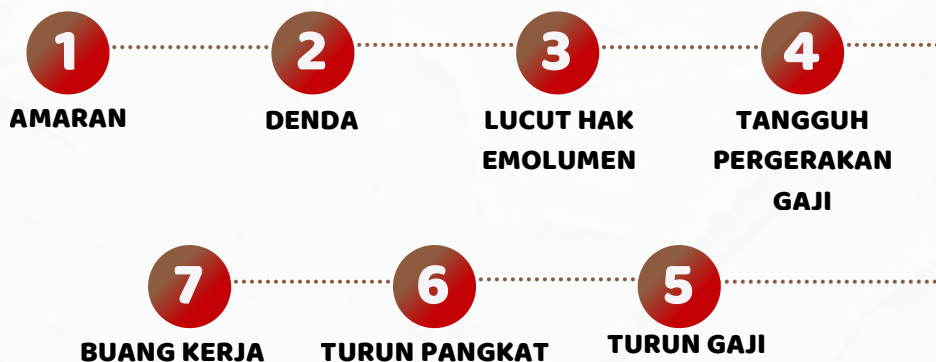 1
AMARAN
2
DENDA
3
LUCUT HAK
EMOLUMEN
4
TANGGUH
PERGERAKAN
GAJI
5
TURUN GAJI
6
TURUN PANGKAT
7
BUANG KERJA